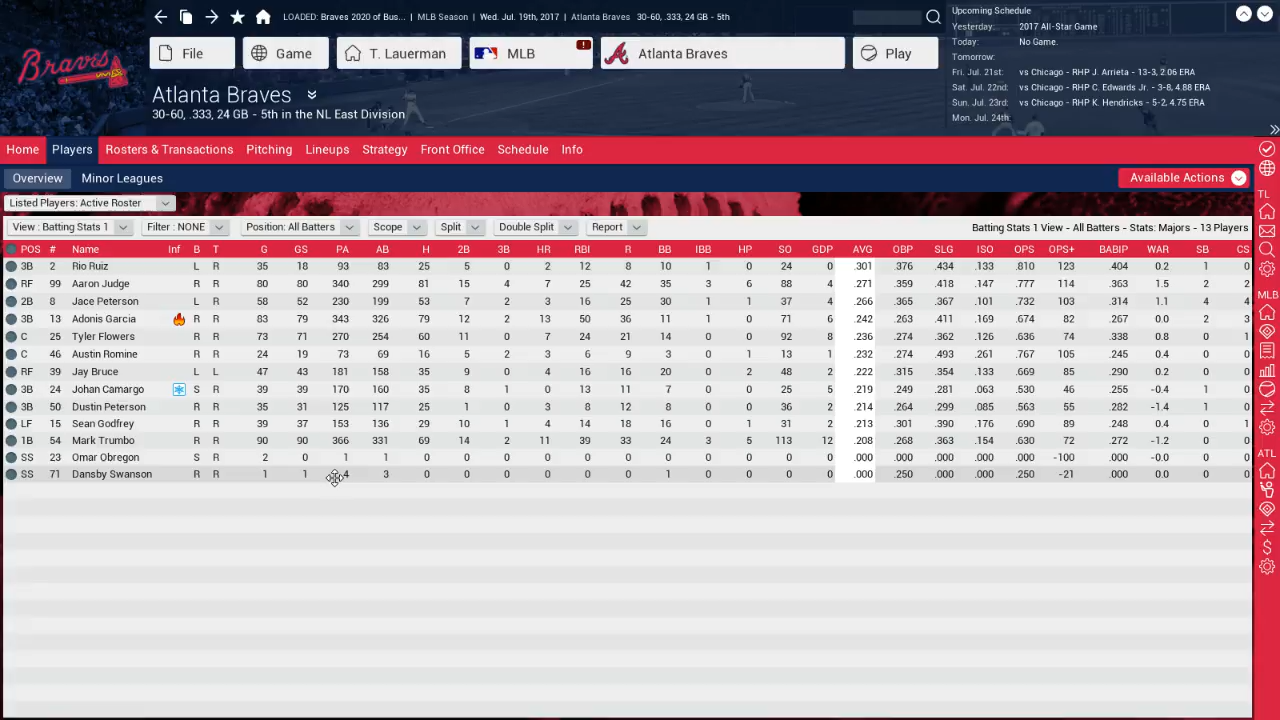 LOADED: Braves 2020 of Bus... | MLB Season | Wed. Jul. 19th, 2017 | Atlanta Braves 30-60, .333, 24 GB - 5th
Upcoming Schedule
Yesterday: 2017 All-Star Game
Today: No Game.
Tomorrow:
Fri. Jul. 21st: vs Chicago - RHP J. Arrieta - 13-3, 2.06 ERA
Sat. Jul. 22nd: vs Chicago - RHP C. Edwards Jr. - 3-8, 4.88 ERA
Sun. Jul. 23rd: vs Chicago - RHP K. Hendricks - 5-2, 4.75 ERA
Mon. Jul. 24th:
Braves
File Game T. Lauerman MLB ! Atlanta Braves Play
Atlanta Braves
30-60, .333, 24 GB - 5th in the NL East Division
Home Players Rosters & Transactions Pitching Lineups Strategy Front Office Schedule Info
Overview Minor Leagues Available Actions
Listed Players: Active Roster
View : Batting Stats 1 Filter : NONE Position: All Batters Scope Split Double Split Report Batting Stats 1 View - All Batters - Stats: Majors - 13 Players
POS # Name Inf B T G GS PA AB H 2B 3B HR RBI R BB IBB HP SO GDP AVG OBP SLG ISO OPS OPS+ BABIP WAR SB CS
3B 2 Rio Ruiz L R 35 18 93 83 25 5 0 2 12 8 10 1 0 24 0 .301 .376 .434 .133 .810 123 .404 0.2 1 0
RF 99 Aaron Judge R R 80 80 340 299 81 15 4 7 25 42 35 3 6 88 4 .271 .359 .418 .147 .777 114 .363 1.5 2 2
2B 8 Jace Peterson L R 58 52 230 199 53 7 2 3 16 25 30 1 1 37 4 .266 .365 .367 .101 .732 103 .314 1.1 4 4
3B 13 Adonis Garcia R R 83 79 343 326 79 12 2 13 50 36 11 1 0 71 6 .242 .263 .411 .169 .674 82 .267 0.0 2 3
C 25 Tyler Flowers R R 73 71 270 254 60 11 0 7 24 21 14 0 0 92 8 .236 .274 .362 .126 .636 74 .338 0.8 0 1
C 46 Austin Romine R R 24 19 73 69 16 5 2 3 6 9 3 0 1 13 1 .232 .274 .493 .261 .767 105 .245 0.4 0 0
RF 39 Jay Bruce L L 47 43 181 158 35 9 0 4 16 16 20 0 2 48 2 .222 .315 .354 .133 .669 85 .290 0.2 0 0
3B 24 Johan Camargo S R 39 39 170 160 35 8 1 0 13 11 7 0 0 25 5 .219 .249 .281 .063 .530 46 .255 -0.4 1 0
3B 50 Dustin Peterson R R 35 31 125 117 25 1 0 3 8 12 8 0 0 36 2 .214 .264 .299 .085 .563 55 .282 -1.4 1 0
LF 15 Sean Godfrey R R 39 37 153 136 29 10 1 4 14 18 16 0 1 31 2 .213 .301 .390 .176 .690 89 .248 0.4 0 1
1B 54 Mark Trumbo R R 90 90 366 331 69 14 2 11 39 33 24 3 5 113 12 .208 .268 .363 .154 .630 72 .272 -1.2 0 0
SS 23 Omar Obregon S R 2 0 1 1 0 0 0 0 0 0 0 0 0 0 0 .000 .000 .000 .000 .000 -100 .000 -0.0 0 0
SS 71 Dansby Swanson R R 1 1 4 3 0 0 0 0 0 0 1 0 0 0 0 .000 .250 .000 .000 .250 -21 .000 0.0 0 0
TL
MLB
ATL
$